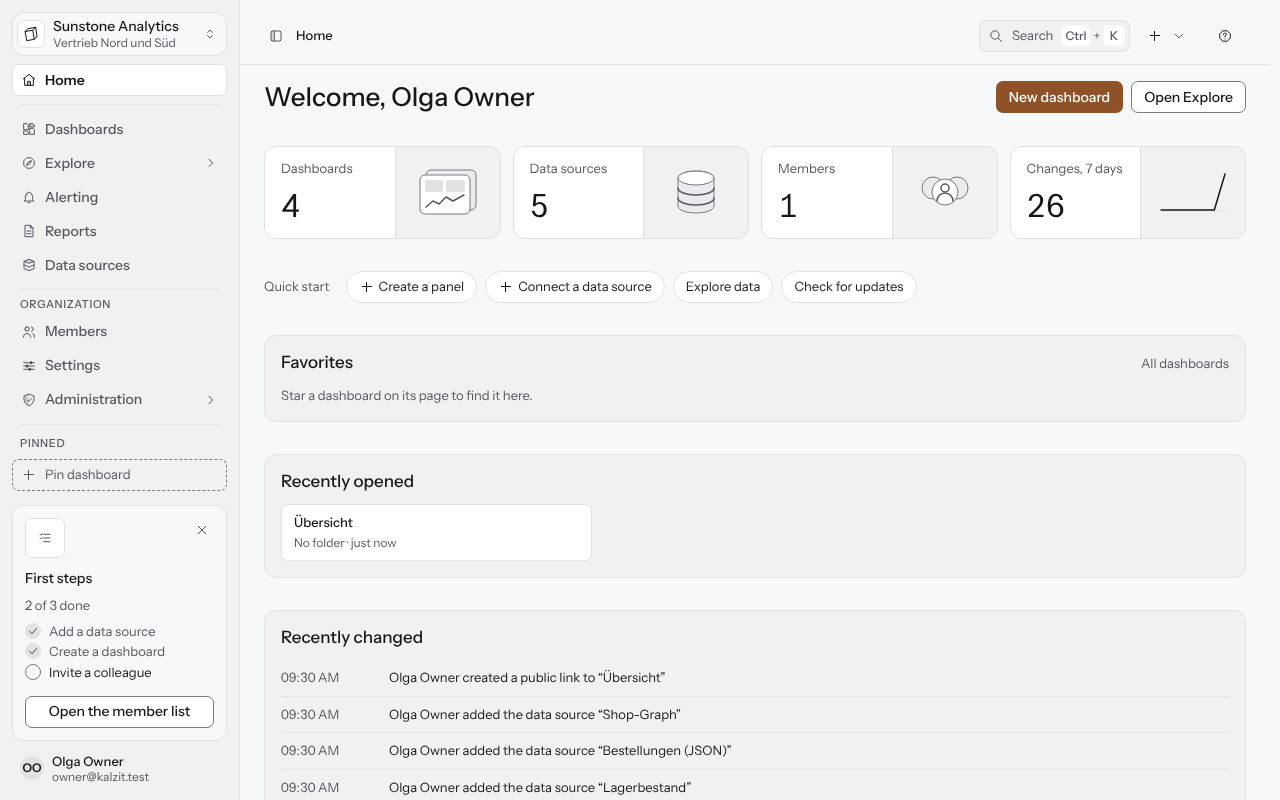 Sunstone Analytics
Vertrieb Nord und Süd
Home
Dashboards
Explore
Alerting
Reports
Data sources
ORGANIZATION
Members
Settings
Administration
PINNED
Pin dashboard
First steps
2 of 3 done
Add a data source
Create a dashboard
Invite a colleague
Open the member list
OO
Olga Owner
owner@kalzit.test
Home
Search Ctrl + K
Welcome, Olga Owner
New dashboard
Open Explore
Dashboards
4
Data sources
5
Members
1
Changes, 7 days
26
Quick start
Create a panel
Connect a data source
Explore data
Check for updates
Favorites
All dashboards
Star a dashboard on its page to find it here.
Recently opened
Übersicht
No folder · just now
Recently changed
09:30 AM Olga Owner created a public link to “Übersicht”
09:30 AM Olga Owner added the data source “Shop-Graph”
09:30 AM Olga Owner added the data source “Bestellungen (JSON)”
09:30 AM Olga Owner added the data source “Lagerbestand”